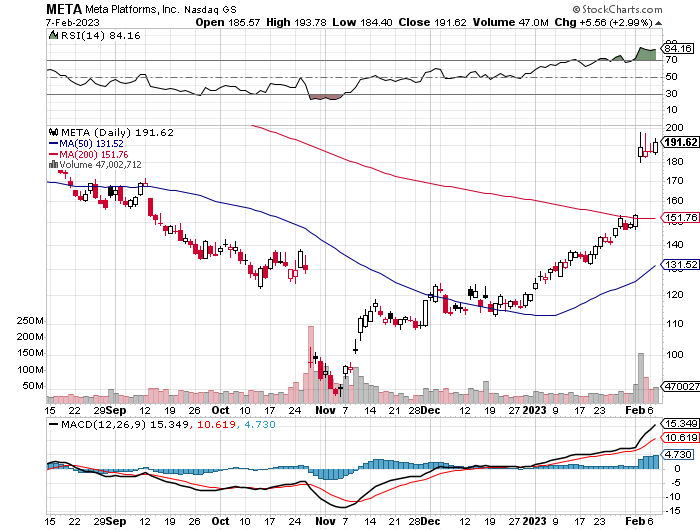 META Meta Platforms, Inc. Nasdaq GS
© StockCharts.com
7-Feb-2023
Open 185.57 High 193.78 Low 184.40 Close 191.62 Volume 47.0M Chg +5.56 (+2.99%)
RSI(14) 84.16
90
84.16
70
50
30
10
META (Daily) 191.62
MA(50) 131.52
MA(200) 151.76
Volume 47,002,712
200
191.62
180
170
160
151.76
150
140
131.52
130
120
110
100
250M
200M
150M
100M
50M
470027
15 22 29 Sep 12 19 26 Oct 10 17 24 Nov 7 14 21 28 Dec 12 19 27 2023 9 17 23 Feb 6
MACD(12,26,9) 15.349, 10.619, 4.730
15.349
10.619
4.730
0
-5
-10
-15
15 22 29 Sep 12 19 26 Oct 10 17 24 Nov 7 14 21 28 Dec 12 19 27 2023 9 17 23 Feb 6